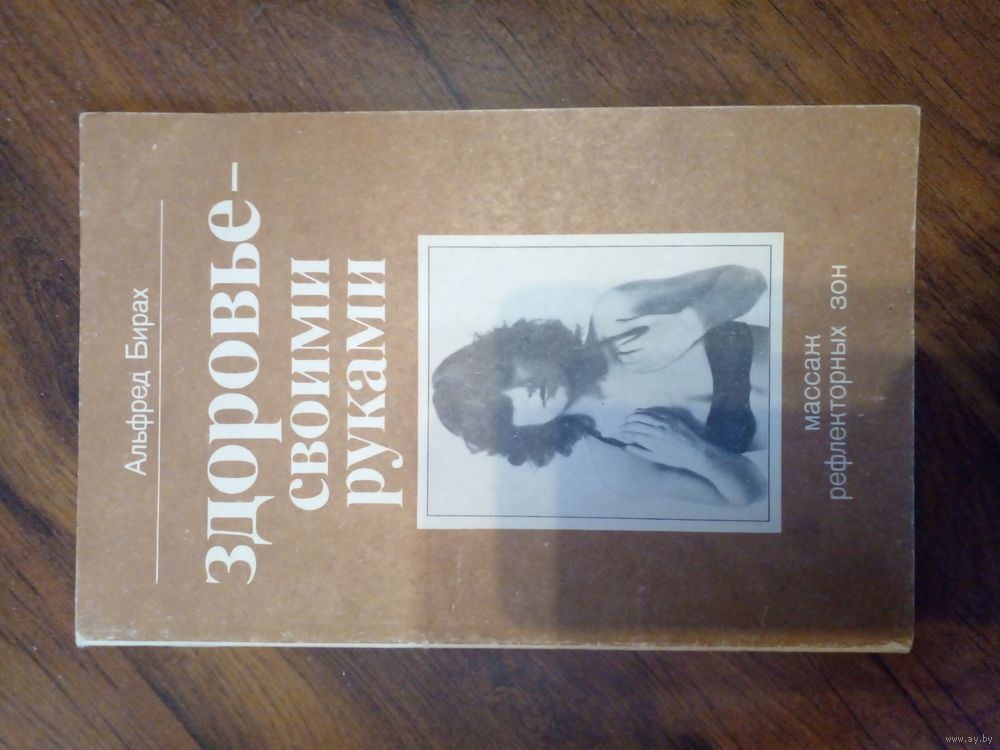 Альфред Бирах
здоровье –
своими
руками
массаж
рефлекторных зон
www.ay.by